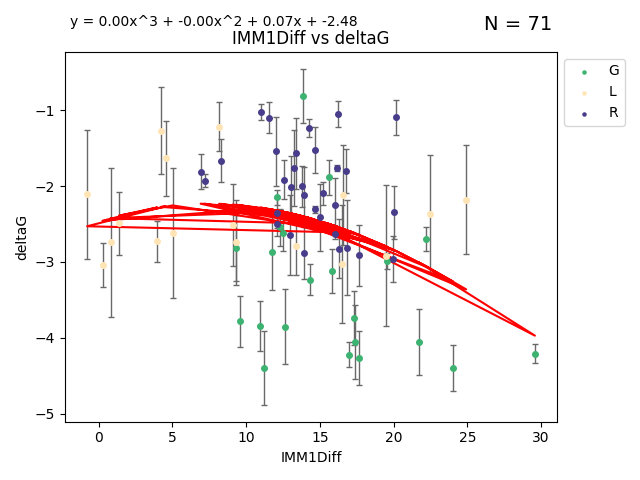 y = 0.00x^3 + -0.00x^2 + 0.07x + -2.48
N = 71
IMM1Diff vs deltaG
G
L
R
−1
−2
−3
−4
−5
deltaG
0 5 10 15 20 25 30
IMM1Diff